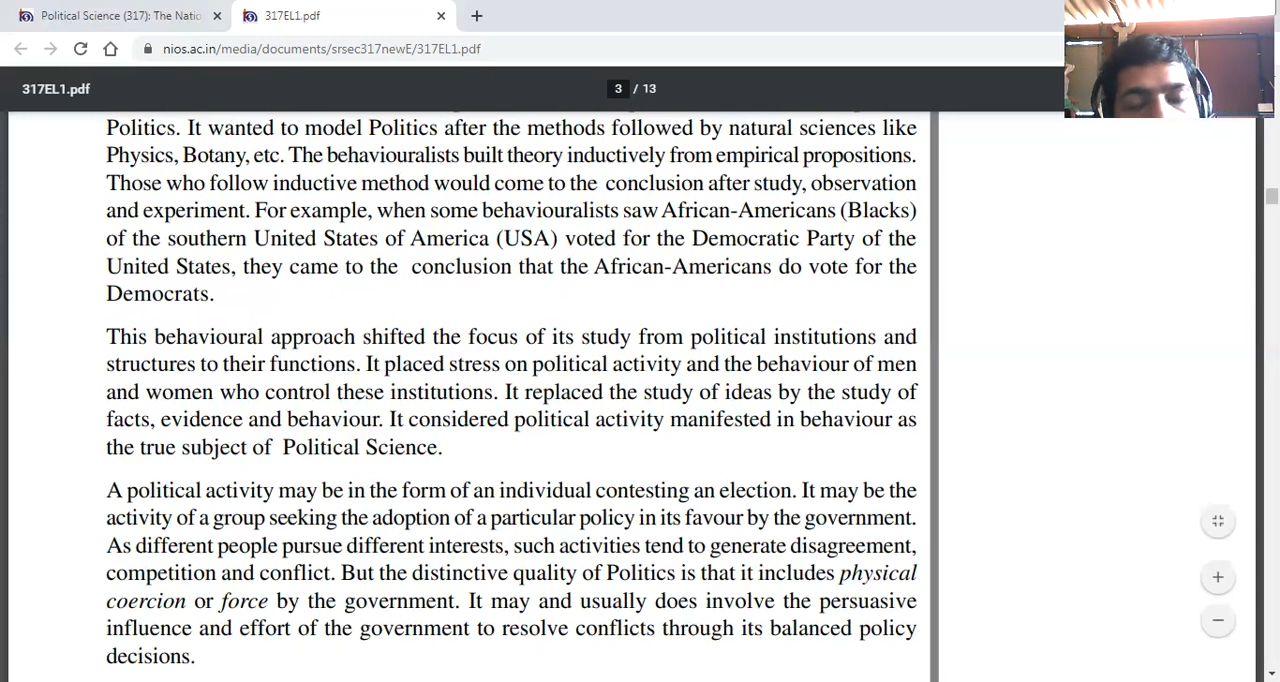 Political Science (317): The Natio
317EL1.pdf
nios.ac.in/media/documents/srsec317newE/317EL1.pdf
317EL1.pdf
3 / 13
Politics. It wanted to model Politics after the methods followed by natural sciences like
Physics, Botany, etc. The behaviouralists built theory inductively from empirical propositions.
Those who follow inductive method would come to the conclusion after study, observation
and experiment. For example, when some behaviouralists saw African-Americans (Blacks)
of the southern United States of America (USA) voted for the Democratic Party of the
United States, they came to the conclusion that the African-Americans do vote for the
Democrats.
This behavioural approach shifted the focus of its study from political institutions and
structures to their functions. It placed stress on political activity and the behaviour of men
and women who control these institutions. It replaced the study of ideas by the study of
facts, evidence and behaviour. It considered political activity manifested in behaviour as
the true subject of Political Science.
A political activity may be in the form of an individual contesting an election. It may be the
activity of a group seeking the adoption of a particular policy in its favour by the government.
As different people pursue different interests, such activities tend to generate disagreement,
competition and conflict. But the distinctive quality of Politics is that it includes physical
coercion or force by the government. It may and usually does involve the persuasive
influence and effort of the government to resolve conflicts through its balanced policy
decisions.